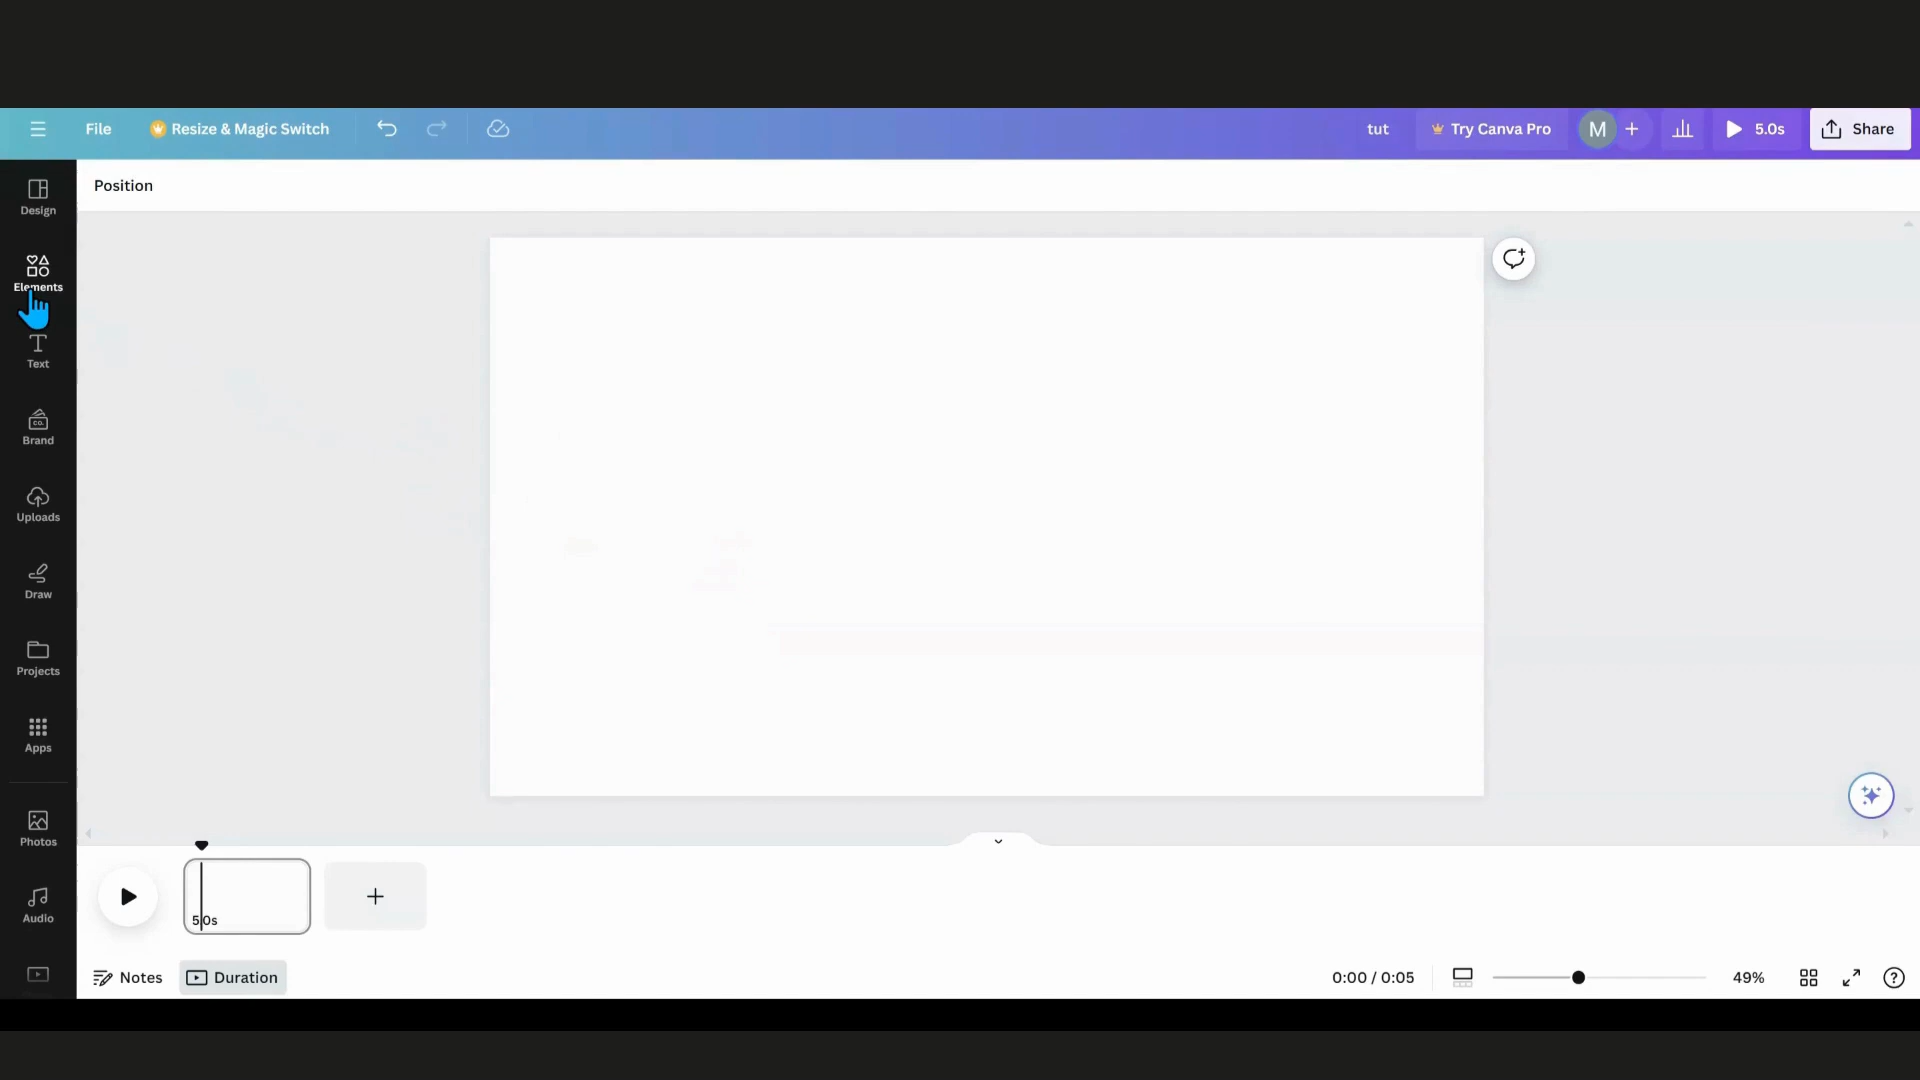 File
Resize & Magic Switch
tut
Try Canva Pro
M
5.0s
Share
Position
Design
Elements
Text
CO.
Brand
Uploads
Draw
Projects
Apps
Photos
Audio
5.0s
Notes
Duration
0:00 / 0:05
49%